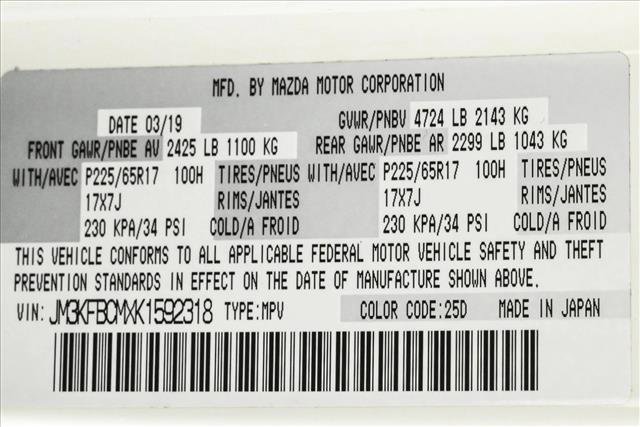 MFD. BY MAZDA MOTOR CORPORATION
DATE 03/19 GVWR/PNBV 4724 LB 2143 KG
FRONT GAWR/PNBE AV 2425 LB 1100 KG REAR GAWR/PNBE AR 2299 LB 1043 KG
WITH/AVEC P225/65R17 100H TIRES/PNEUS WITH/AVEC P225/65R17 100H TIRES/PNEUS
17X7J RIMS/JANTES 17X7J RIMS/JANTES
230 KPA/34 PSI COLD/A FROID 230 KPA/34 PSI COLD/A FROID
THIS VEHICLE CONFORMS TO ALL APPLICABLE FEDERAL MOTOR VEHICLE SAFETY AND THEFT
PREVENTION STANDARDS IN EFFECT ON THE DATE OF MANUFACTURE SHOWN ABOVE.
VIN: JM3KFBCMXK1592318 TYPE:MPV COLOR CODE:25D MADE IN JAPAN